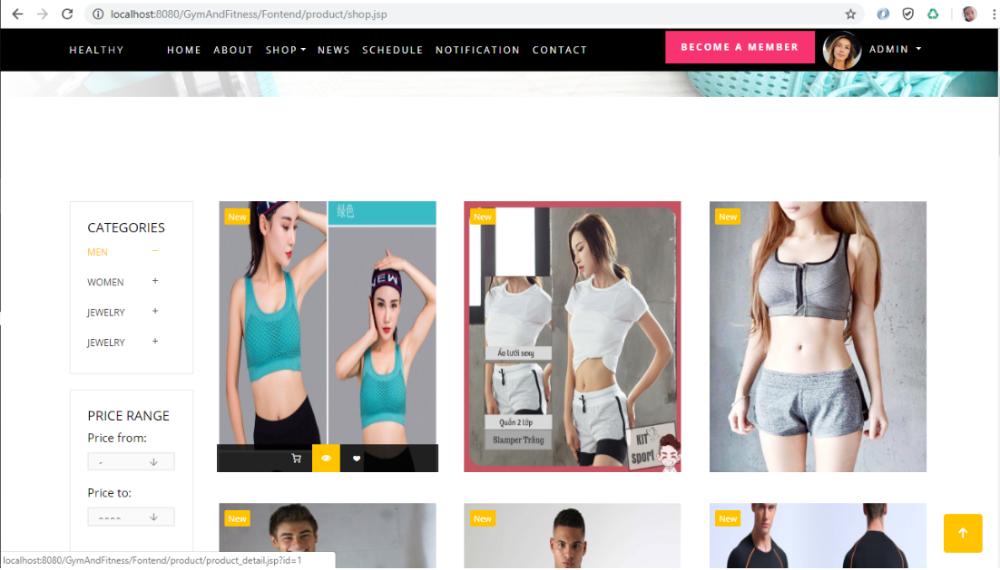 localhost:8080/GymAndFitness/Fontend/product/shop.jsp
HEALTHY HOME ABOUT SHOP NEWS SCHEDULE NOTIFICATION CONTACT BECOME A MEMBER ADMIN
CATEGORIES
MEN −
WOMEN +
JEWELRY +
JEWELRY +
PRICE RANGE
Price from:
Price to:
New
绿色
NEW
New
Áo lưới sexy
Quần 2 lớp
Slamper Trắng
KIT
sport
New
New
New
New
localhost:8080/GymAndFitness/Fontend/product/product_detail.jsp?id=1